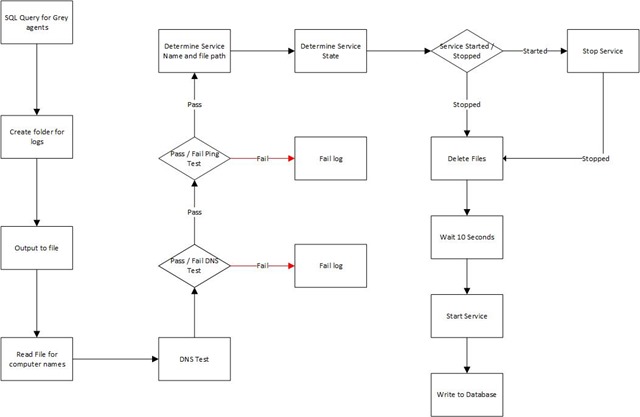 SQL Query for Grey
agents
Create folder for
logs
Output to file
Read File for
computer names
DNS Test
Pass / Fail DNS
Test
Fail
Fail log
Pass
Pass / Fail Ping
Test
Fail
Fail log
Pass
Determine Service
Name and file path
Determine Service
State
Service Started /
Stopped
Started
Stop Service
Stopped
Stopped
Delete Files
Wait 10 Seconds
Start Service
Write to Database